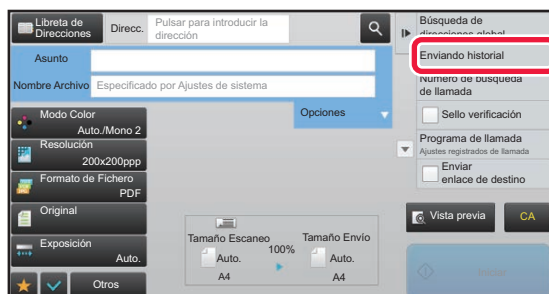 Libreta de
Direcciones
Direcc.
Pulsar para introducir la
dirección
Asunto
Nombre Archivo
Especificado por Ajustes de sistema
Opciones
Modo Color
Auto./Mono 2
Resolución
200x200ppp
Formato de Fichero
PDF
Original
Exposición
Auto.
Otros
Tamaño Escaneo
100%
Tamaño Envío
Auto.
A4
Auto.
A4
Búsqueda de
direcciones global
Enviando historial
Número de búsqueda
de llamada
Sello verificación
Programa de llamada
Ajustes registrados de llamada
Enviar
enlace de destino
Vista previa
CA
Iniciar